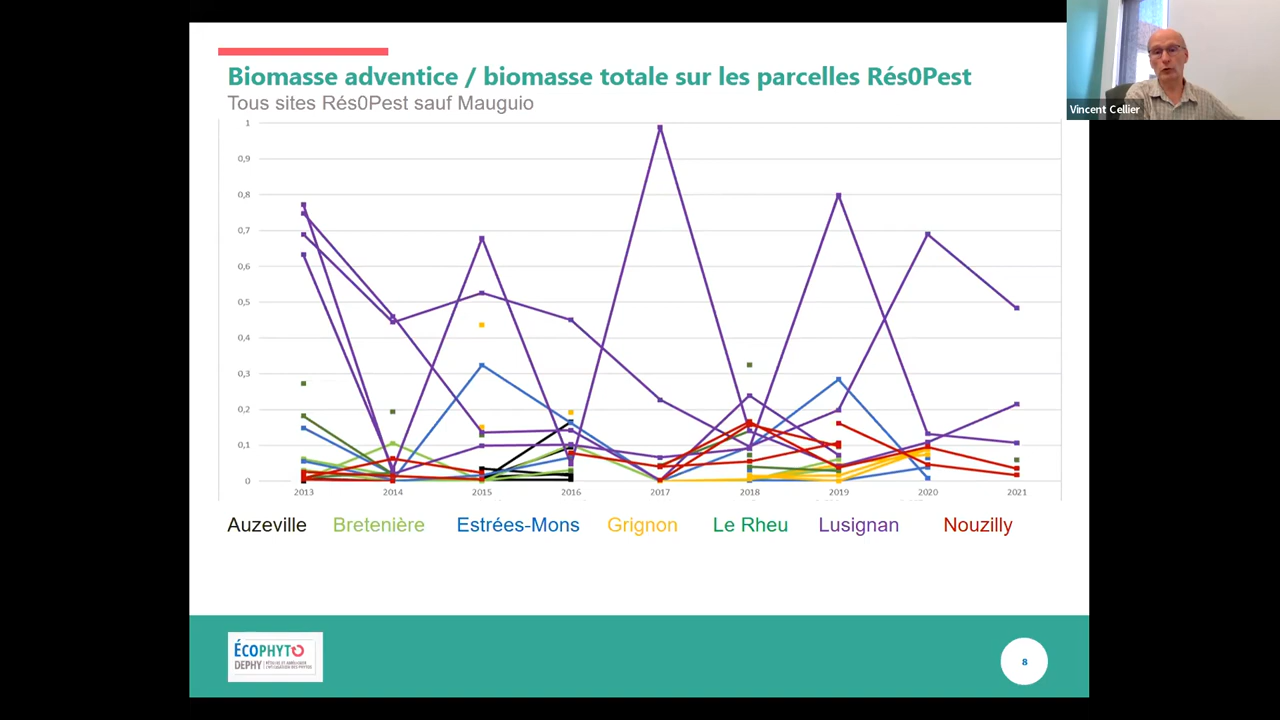 Biomasse adventice / biomasse totale sur les parcelles Rés0Pest
Tous sites Rés0Pest sauf Mauguio
Vincent Cellier
1
0,9
0,8
0,7
0,6
0,5
0,4
0,3
0,2
0,1
0
2013 2014 2015 2016 2017 2018 2019 2020 2021
Auzeville Bretenière Estrées-Mons Grignon Le Rheu Lusignan Nouzilly
ÉCOPHYTO
DEPHY
8